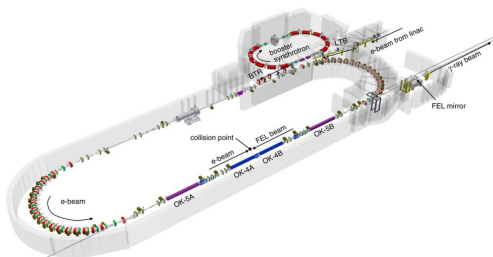 booster
synchrotron
LTB
BTR
e-beam from linac
γ-ray beam
FEL mirror
collision point
FEL beam
e-beam
OK-5B
OK-4B
OK-4A
OK-5A
e-beam